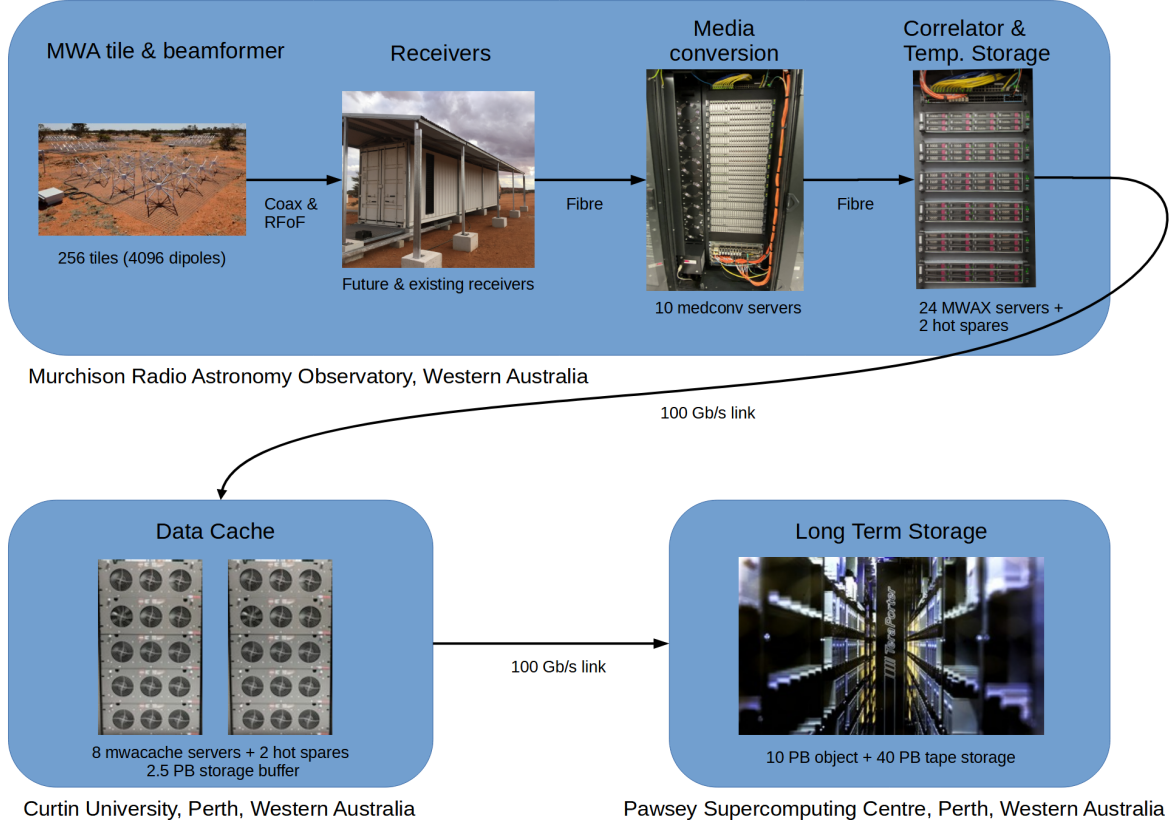 MWA tile & beamformer
Receivers
Media
conversion
Correlator &
Temp. Storage
Coax &
RFoF
Fibre
Fibre
256 tiles (4096 dipoles)
Future & existing receivers
10 medconv servers
24 MWAX servers +
2 hot spares
Murchison Radio Astronomy Observatory, Western Australia
100 Gb/s link
Data Cache
Long Term Storage
TeraPorter
100 Gb/s link
8 mwacache servers + 2 hot spares
2.5 PB storage buffer
10 PB object + 40 PB tape storage
Curtin University, Perth, Western Australia
Pawsey Supercomputing Centre, Perth, Western Australia